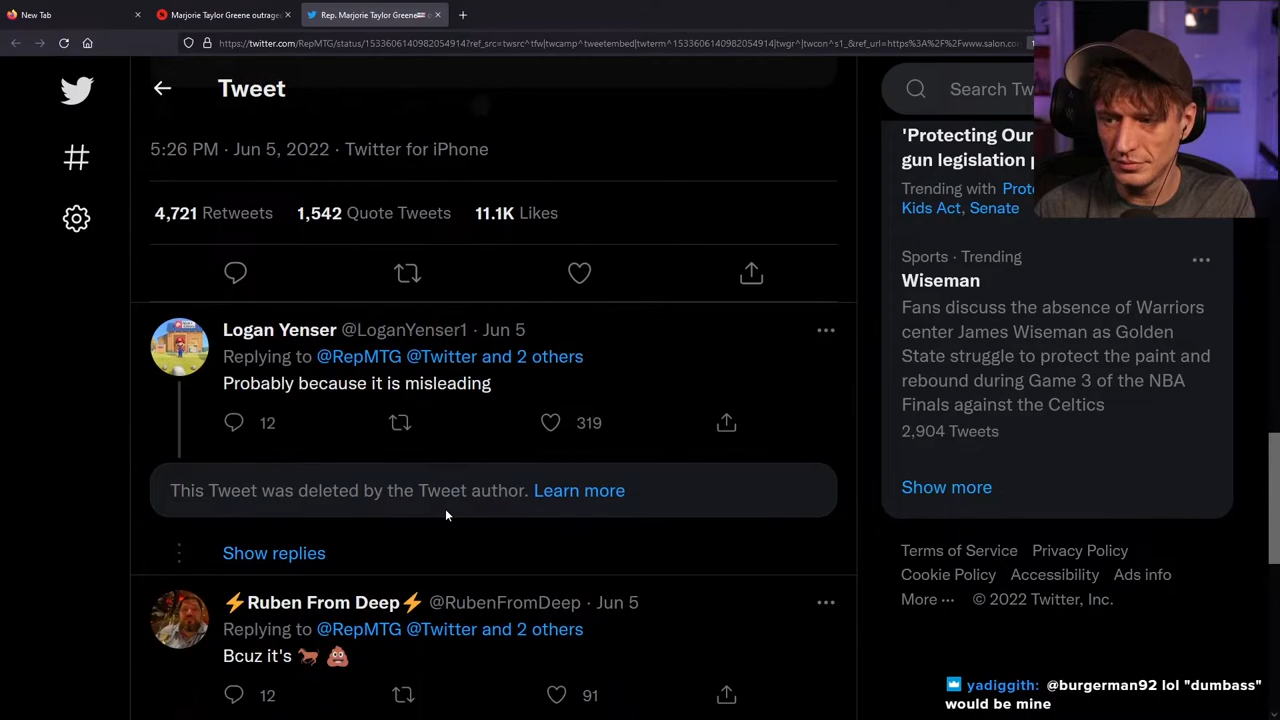 New Tab
Marjorie Taylor Greene outrage
Rep. Marjorie Taylor Greene
https://twitter.com/RepMTG/status/1533606140982054914?ref_src=twsrc^tfw|twcamp^tweetembed|twterm^1533606140982054914|twgr^|twcon^s1_&ref_url=https%3A%2F%2Fwww.salon.co
Tweet
Search Tw
5:26 PM · Jun 5, 2022 · Twitter for iPhone
4,721 Retweets 1,542 Quote Tweets 11.1K Likes
Logan Yenser @LoganYenser1 · Jun 5
Replying to @RepMTG @Twitter and 2 others
Probably because it is misleading
12 319
This Tweet was deleted by the Tweet author. Learn more
Show replies
⚡Ruben From Deep⚡ @RubenFromDeep · Jun 5
Replying to @RepMTG @Twitter and 2 others
Bcuz it's 🐎 💩
12 91
'Protecting Our
gun legislation p
Trending with Prote
Kids Act, Senate
Sports · Trending
Wiseman
Fans discuss the absence of Warriors
center James Wiseman as Golden
State struggle to protect the paint and
rebound during Game 3 of the NBA
Finals against the Celtics
2,904 Tweets
Show more
Terms of Service Privacy Policy
Cookie Policy Accessibility Ads info
More ··· © 2022 Twitter, Inc.
yadiggith: @burgerman92 lol "dumbass"
would be mine